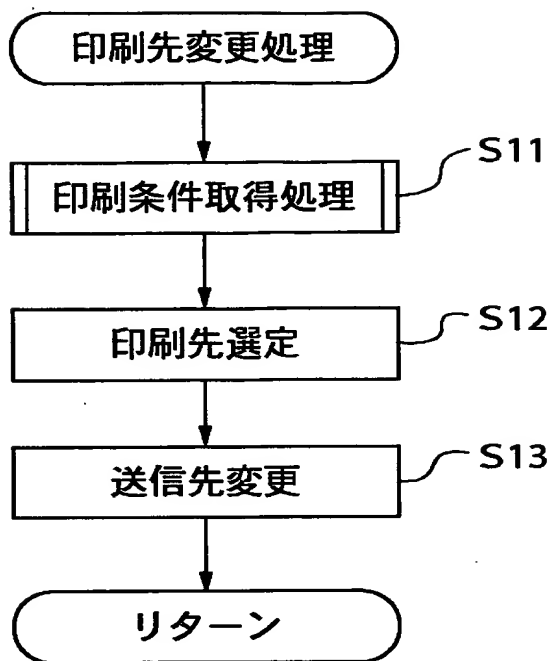 印刷先変更処理
印刷条件取得処理
S11
印刷先選定
S12
送信先変更
S13
リターン